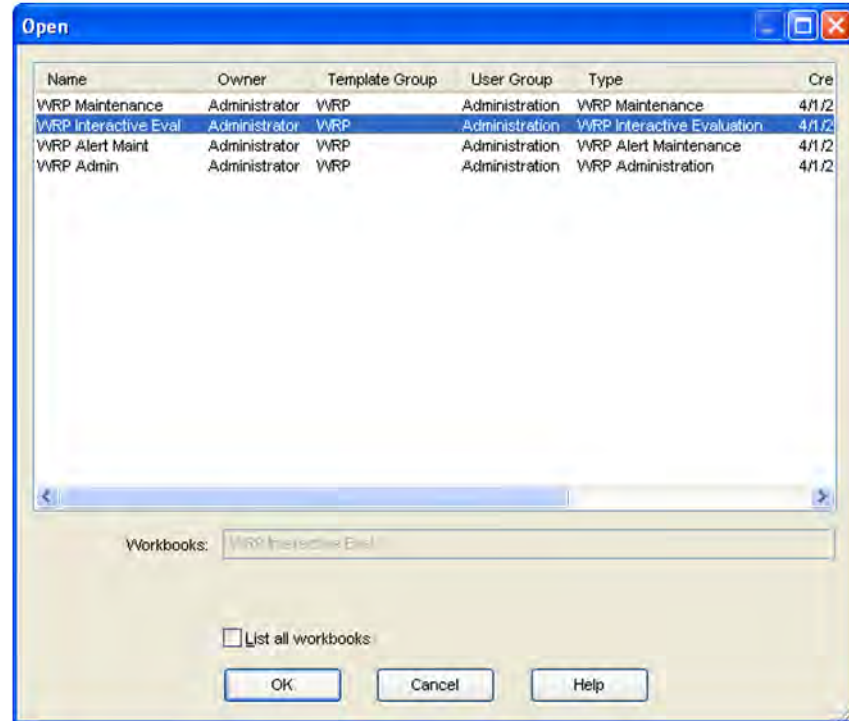 Open
Name Owner Template Group User Group Type Cre
WRP Maintenance Administrator WRP Administration WRP Maintenance 4/1/2
WRP Interactive Eval Administrator WRP Administration WRP Interactive Evaluation 4/1/2
WRP Alert Maint Administrator WRP Administration WRP Alert Maintenance 4/1/2
WRP Admin Administrator WRP Administration WRP Administration 4/1/2
Workbooks: WRP Interactive Eval
List all workbooks
OK Cancel Help